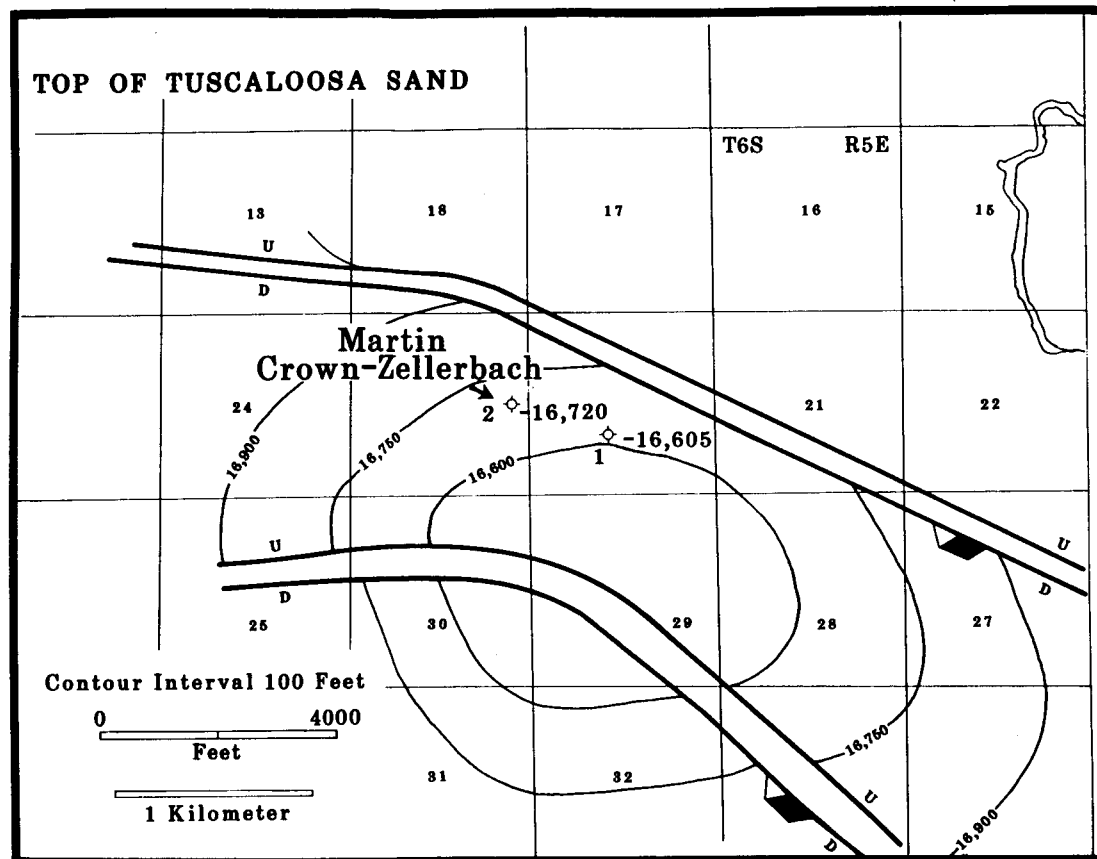 TOP OF TUSCALOOSA SAND
T6S R5E
13
18
17
16
15
U
D
Martin
Crown-Zellerbach
24
2 -16,720
21
22
-16,605
1
16,900
16,750
16,600
U
D
U
D
25
30
29
28
27
Contour Interval 100 Feet
0 4000
Feet
31
32
16,750
1 Kilometer
U
D
-16,900